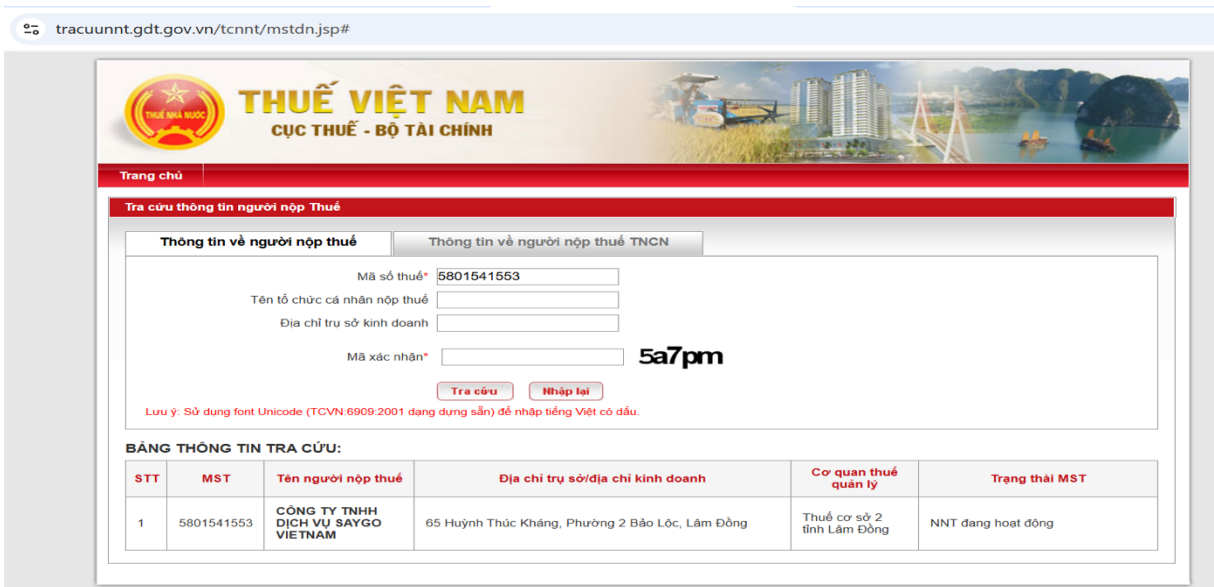 tracuunnt.gdt.gov.vn/tcnnt/mstdn.jsp#
THUẾ NHÀ NƯỚC
THUẾ VIỆT NAM
CỤC THUẾ - BỘ TÀI CHÍNH
Trang chủ
Tra cứu thông tin người nộp Thuế
Thông tin về người nộp thuế
Thông tin về người nộp thuế TNCN
Mã số thuế* 5801541553
Tên tổ chức cá nhân nộp thuế
Địa chỉ trụ sở kinh doanh
Mã xác nhận* 5a7pm
Tra cứu Nhập lại
Lưu ý: Sử dụng font Unicode (TCVN:6909:2001 dạng dựng sẵn) để nhập tiếng Việt có dấu.
BẢNG THÔNG TIN TRA CỨU:
STT
MST
Tên người nộp thuế
Địa chỉ trụ sở/địa chỉ kinh doanh
Cơ quan thuế
quản lý
Trạng thái MST
1
5801541553
CÔNG TY TNHH
DỊCH VỤ SAYGO
VIETNAM
65 Huỳnh Thúc Kháng, Phường 2 Bảo Lộc, Lâm Đồng
Thuế cơ sở 2
tỉnh Lâm Đồng
NNT đang hoạt động